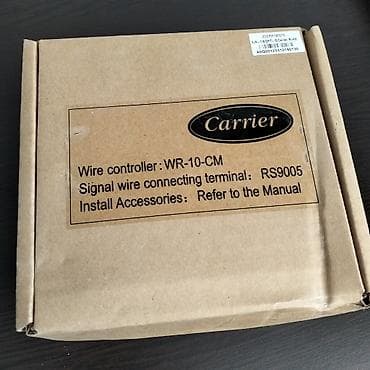 Carrier
Wire controller: WR-10-CM
Signal wire connecting terminal: RS9005
Install Accessories: Refer to the Manual